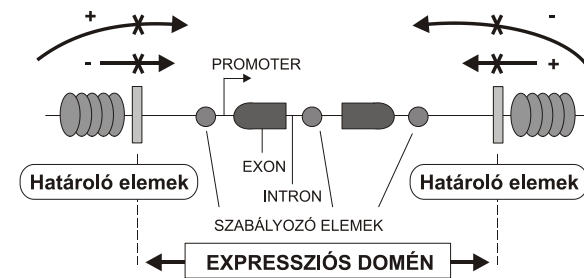 +
-
-
+
PROMOTER
EXON
INTRON
Határoló elemek
Határoló elemek
SZABÁLYOZÓ ELEMEK
EXPRESSZIÓS DOMÉN